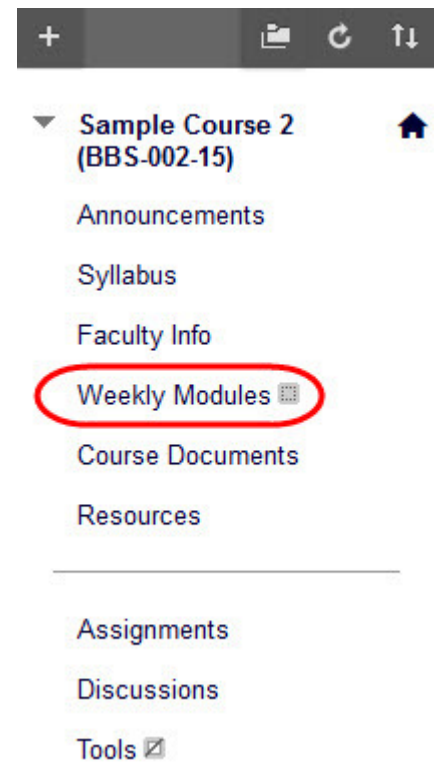 Sample Course 2
(BBS-002-15)
Announcements
Syllabus
Faculty Info
Weekly Modules
Course Documents
Resources
Assignments
Discussions
Tools